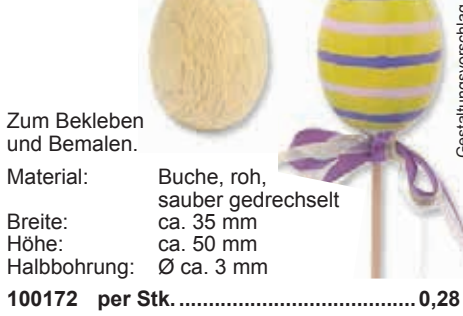 Gestaltungsvorschlag
Zum Bekleben
und Bemalen.
Material: Buche, roh,
sauber gedrechselt
Breite: ca. 35 mm
Höhe: ca. 50 mm
Halbbohrung: Ø ca. 3 mm
100172 per Stk. ........................................ 0,28